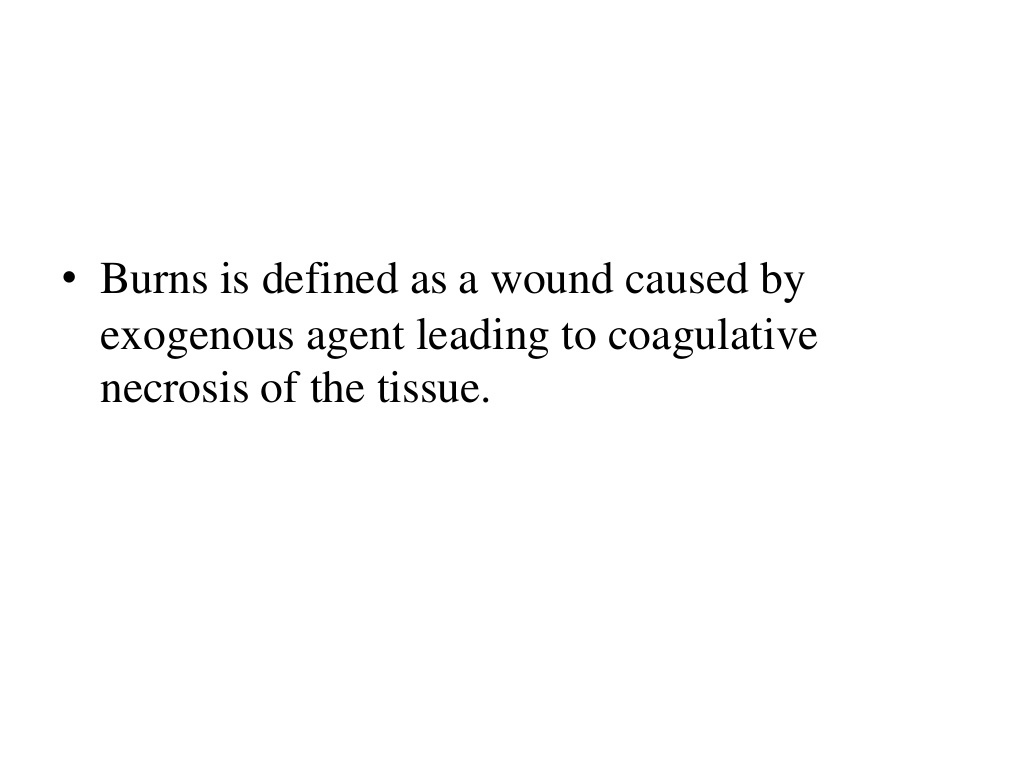 • Burns is defined as a wound caused by
exogenous agent leading to coagulative
necrosis of the tissue.